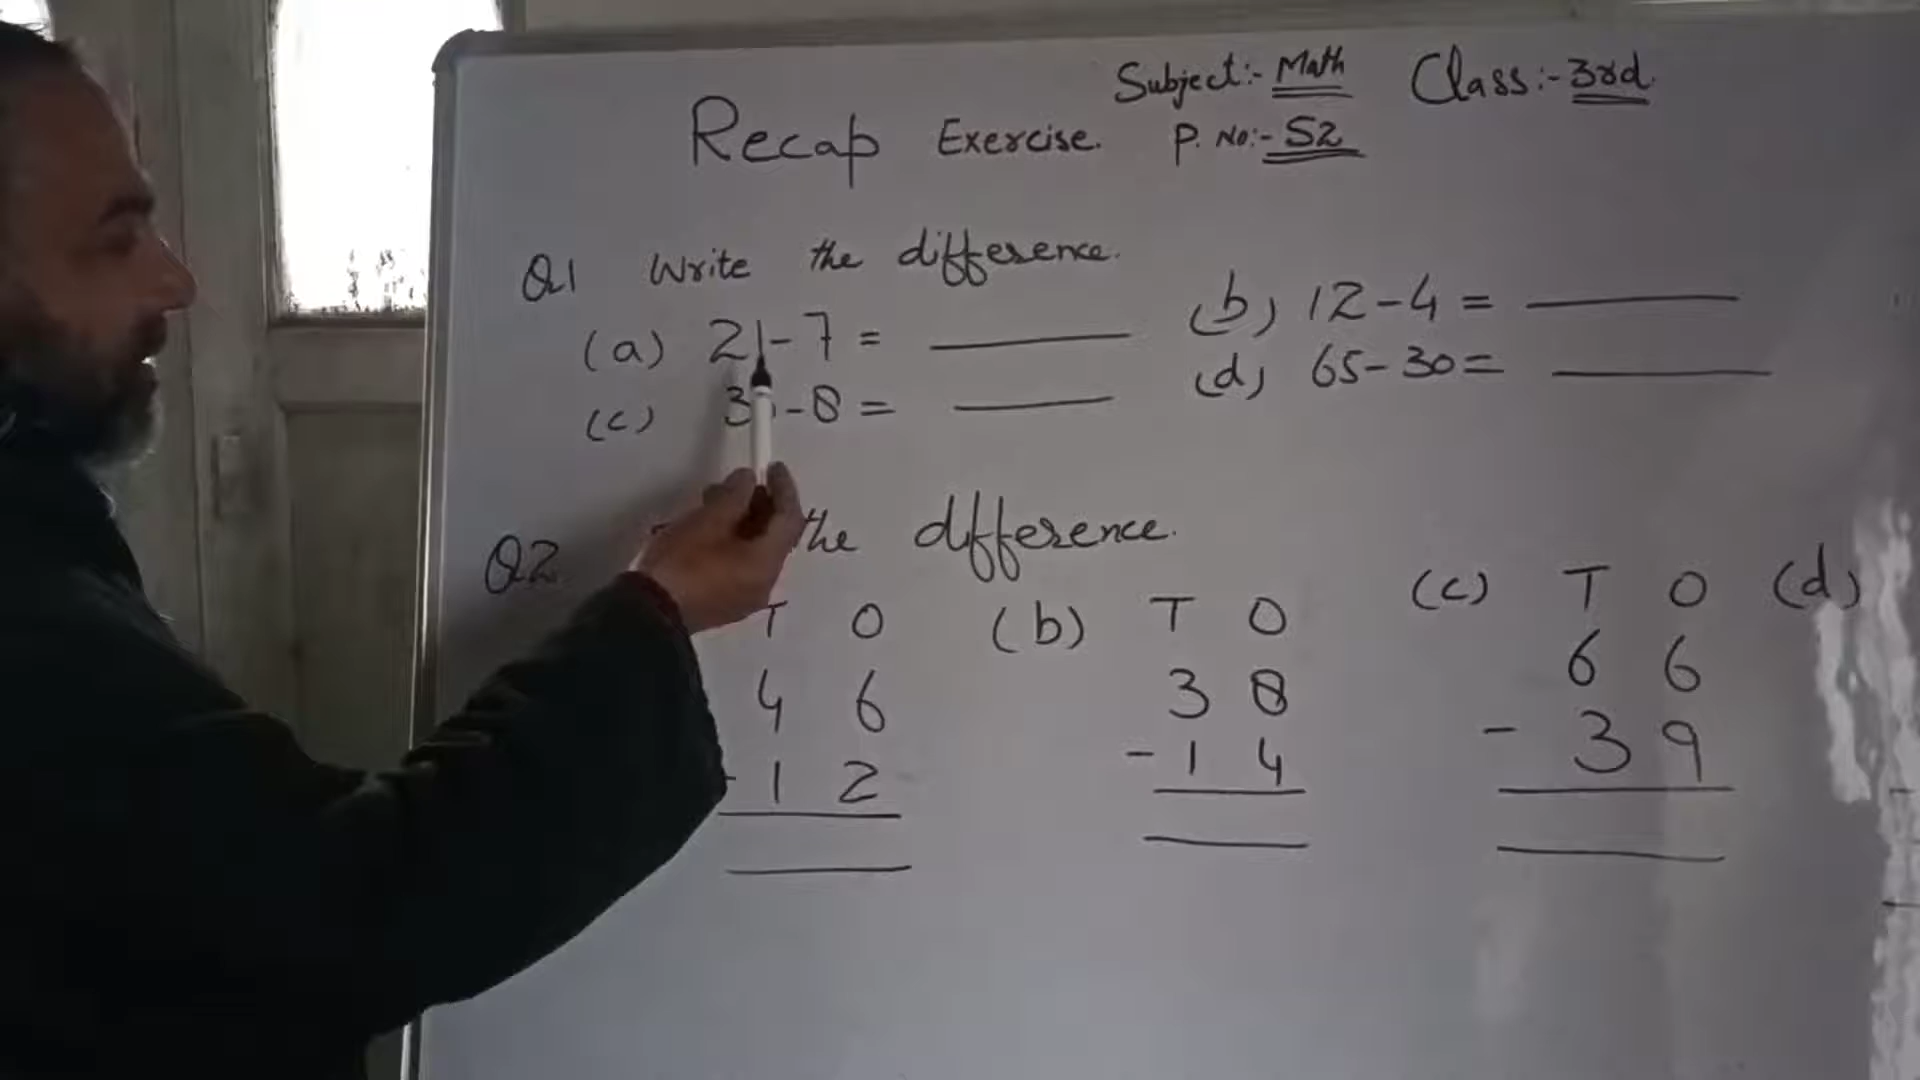 Subject:- Math Class:- 3rd
Recap Exercise. P. No:- 52
Q1 Write the difference.
(a) 21-7 = ______ (b) 12-4 = ______
(c) 3 -8 = ______ (d) 65-30= ______
Q2 the difference.
T O (b) T O (c) T O (d)
4 6 3 8 6 6
- 1 2 - 1 4 - 3 9